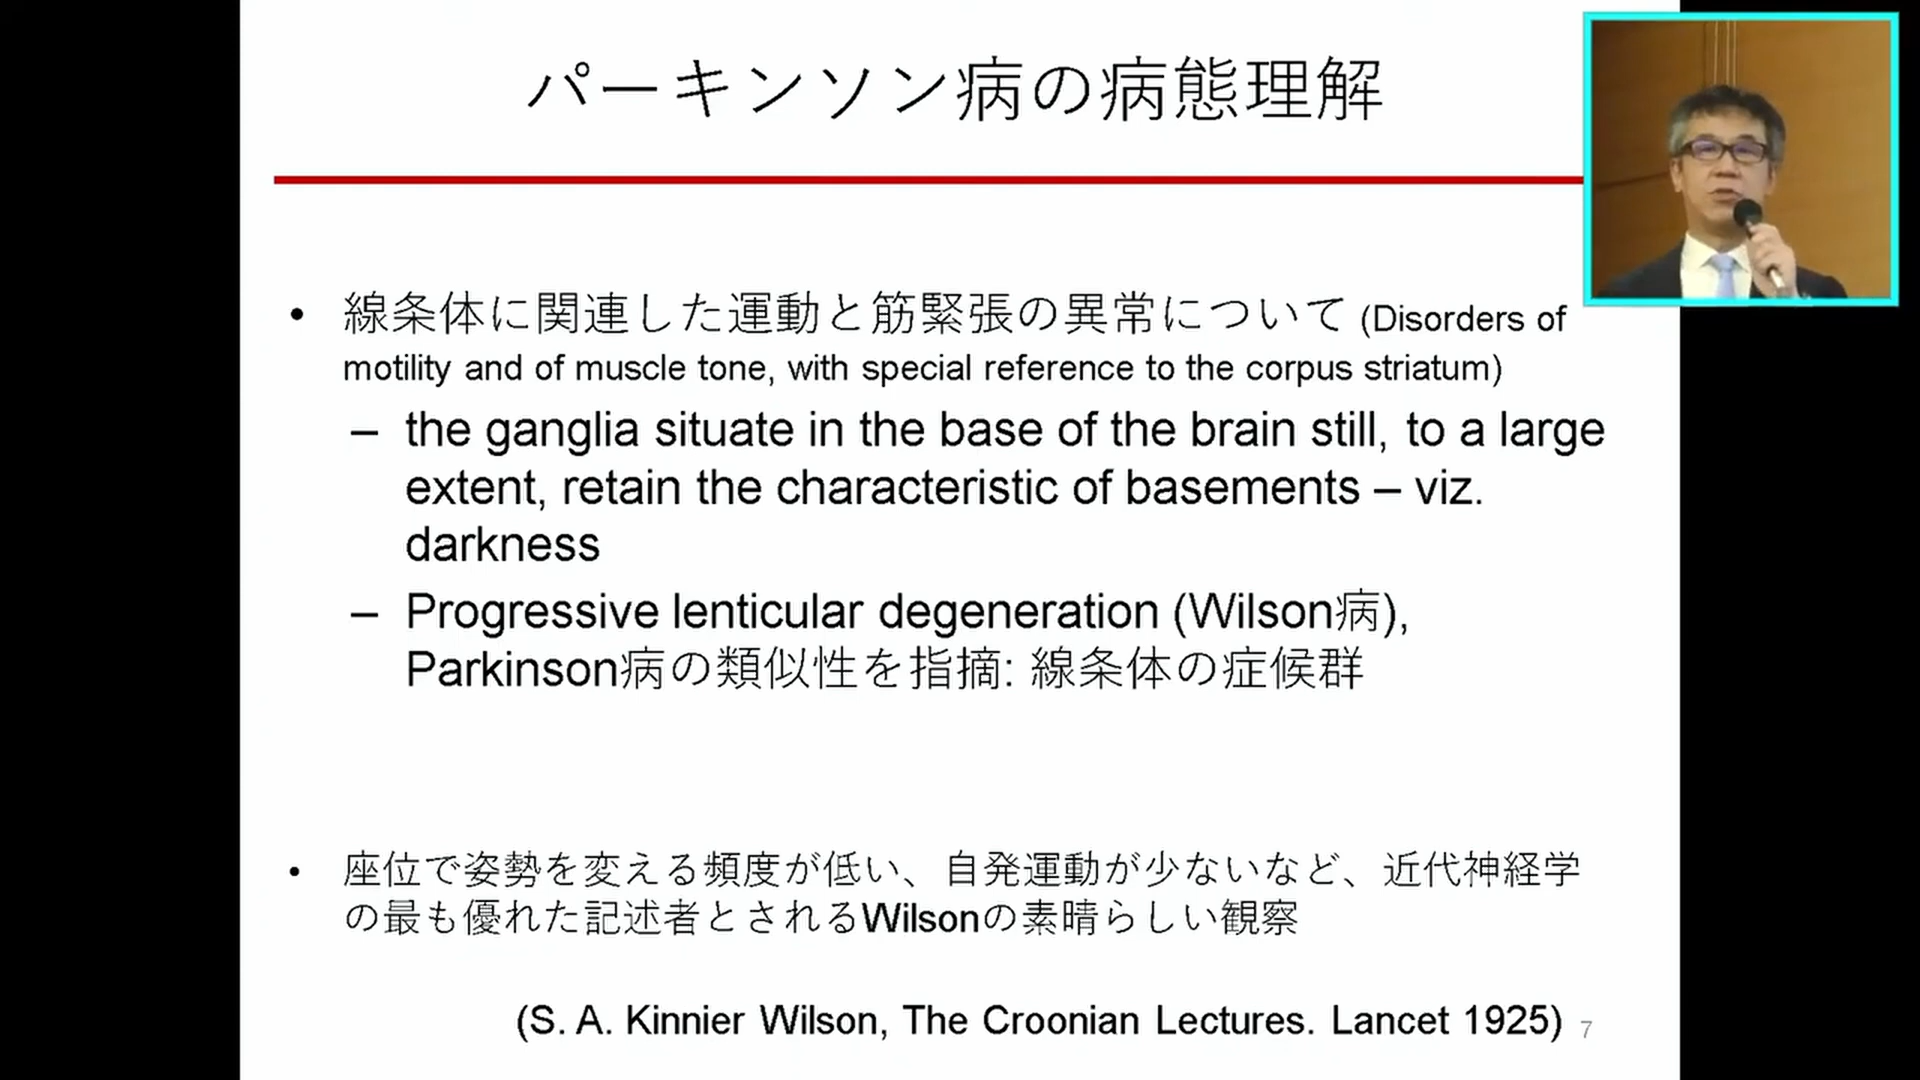 パーキンソン病の病態理解
• 線条体に関連した運動と筋緊張の異常について (Disorders of
motility and of muscle tone, with special reference to the corpus striatum)
– the ganglia situate in the base of the brain still, to a large
extent, retain the characteristic of basements – viz.
darkness
– Progressive lenticular degeneration (Wilson病),
Parkinson病の類似性を指摘: 線条体の症候群
• 座位で姿勢を変える頻度が低い、自発運動が少ないなど、近代神経学
の最も優れた記述者とされるWilsonの素晴らしい観察
(S. A. Kinnier Wilson, The Croonian Lectures. Lancet 1925)
7